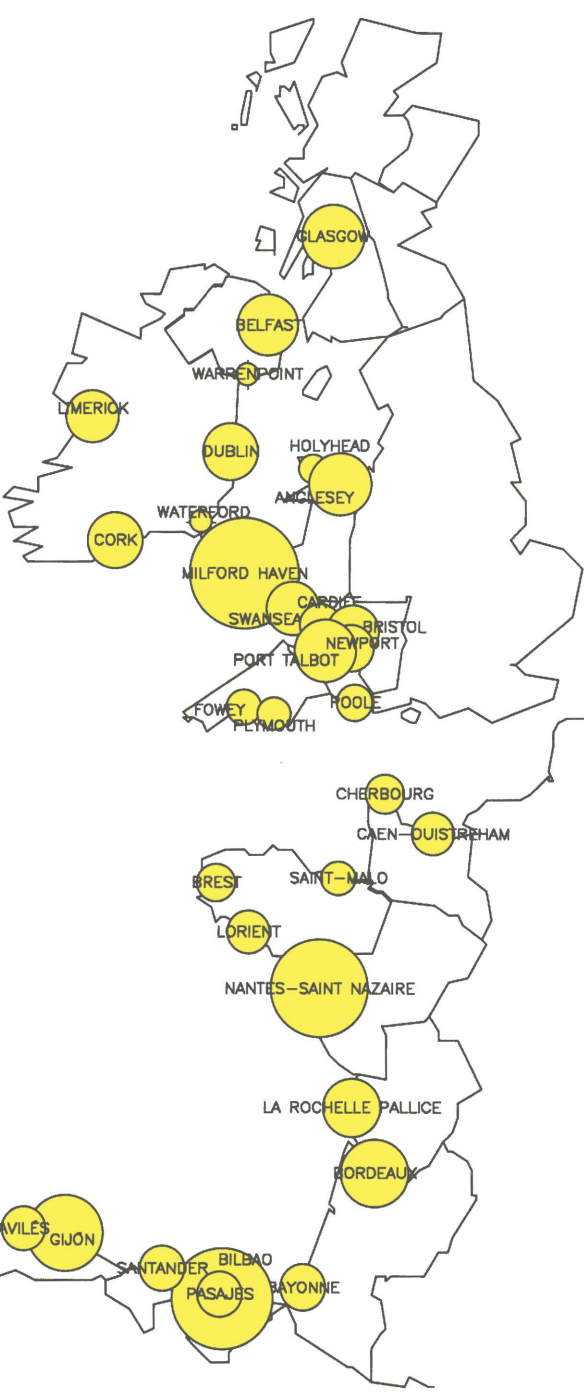 GLASGOW
BELFAST
WARRENPOINT
LIMERICK
HOLYHEAD
DUBLIN
ANGLESEY
WATERFORD
CORK
MILFORD HAVEN
CARDIFF
SWANSEA
BRISTOL
NEWPORT
PORT TALBOT
POOLE
FOWEY
PLYMOUTH
CHERBOURG
CAEN-OUISTREHAM
SAINT-MALO
BREST
LORIENT
NANTES-SAINT NAZAIRE
LA ROCHELLE PALLICE
BORDEAUX
AVILÉS
GIJÓN
BILBAO
SANTANDER
BAYONNE
PASAJES